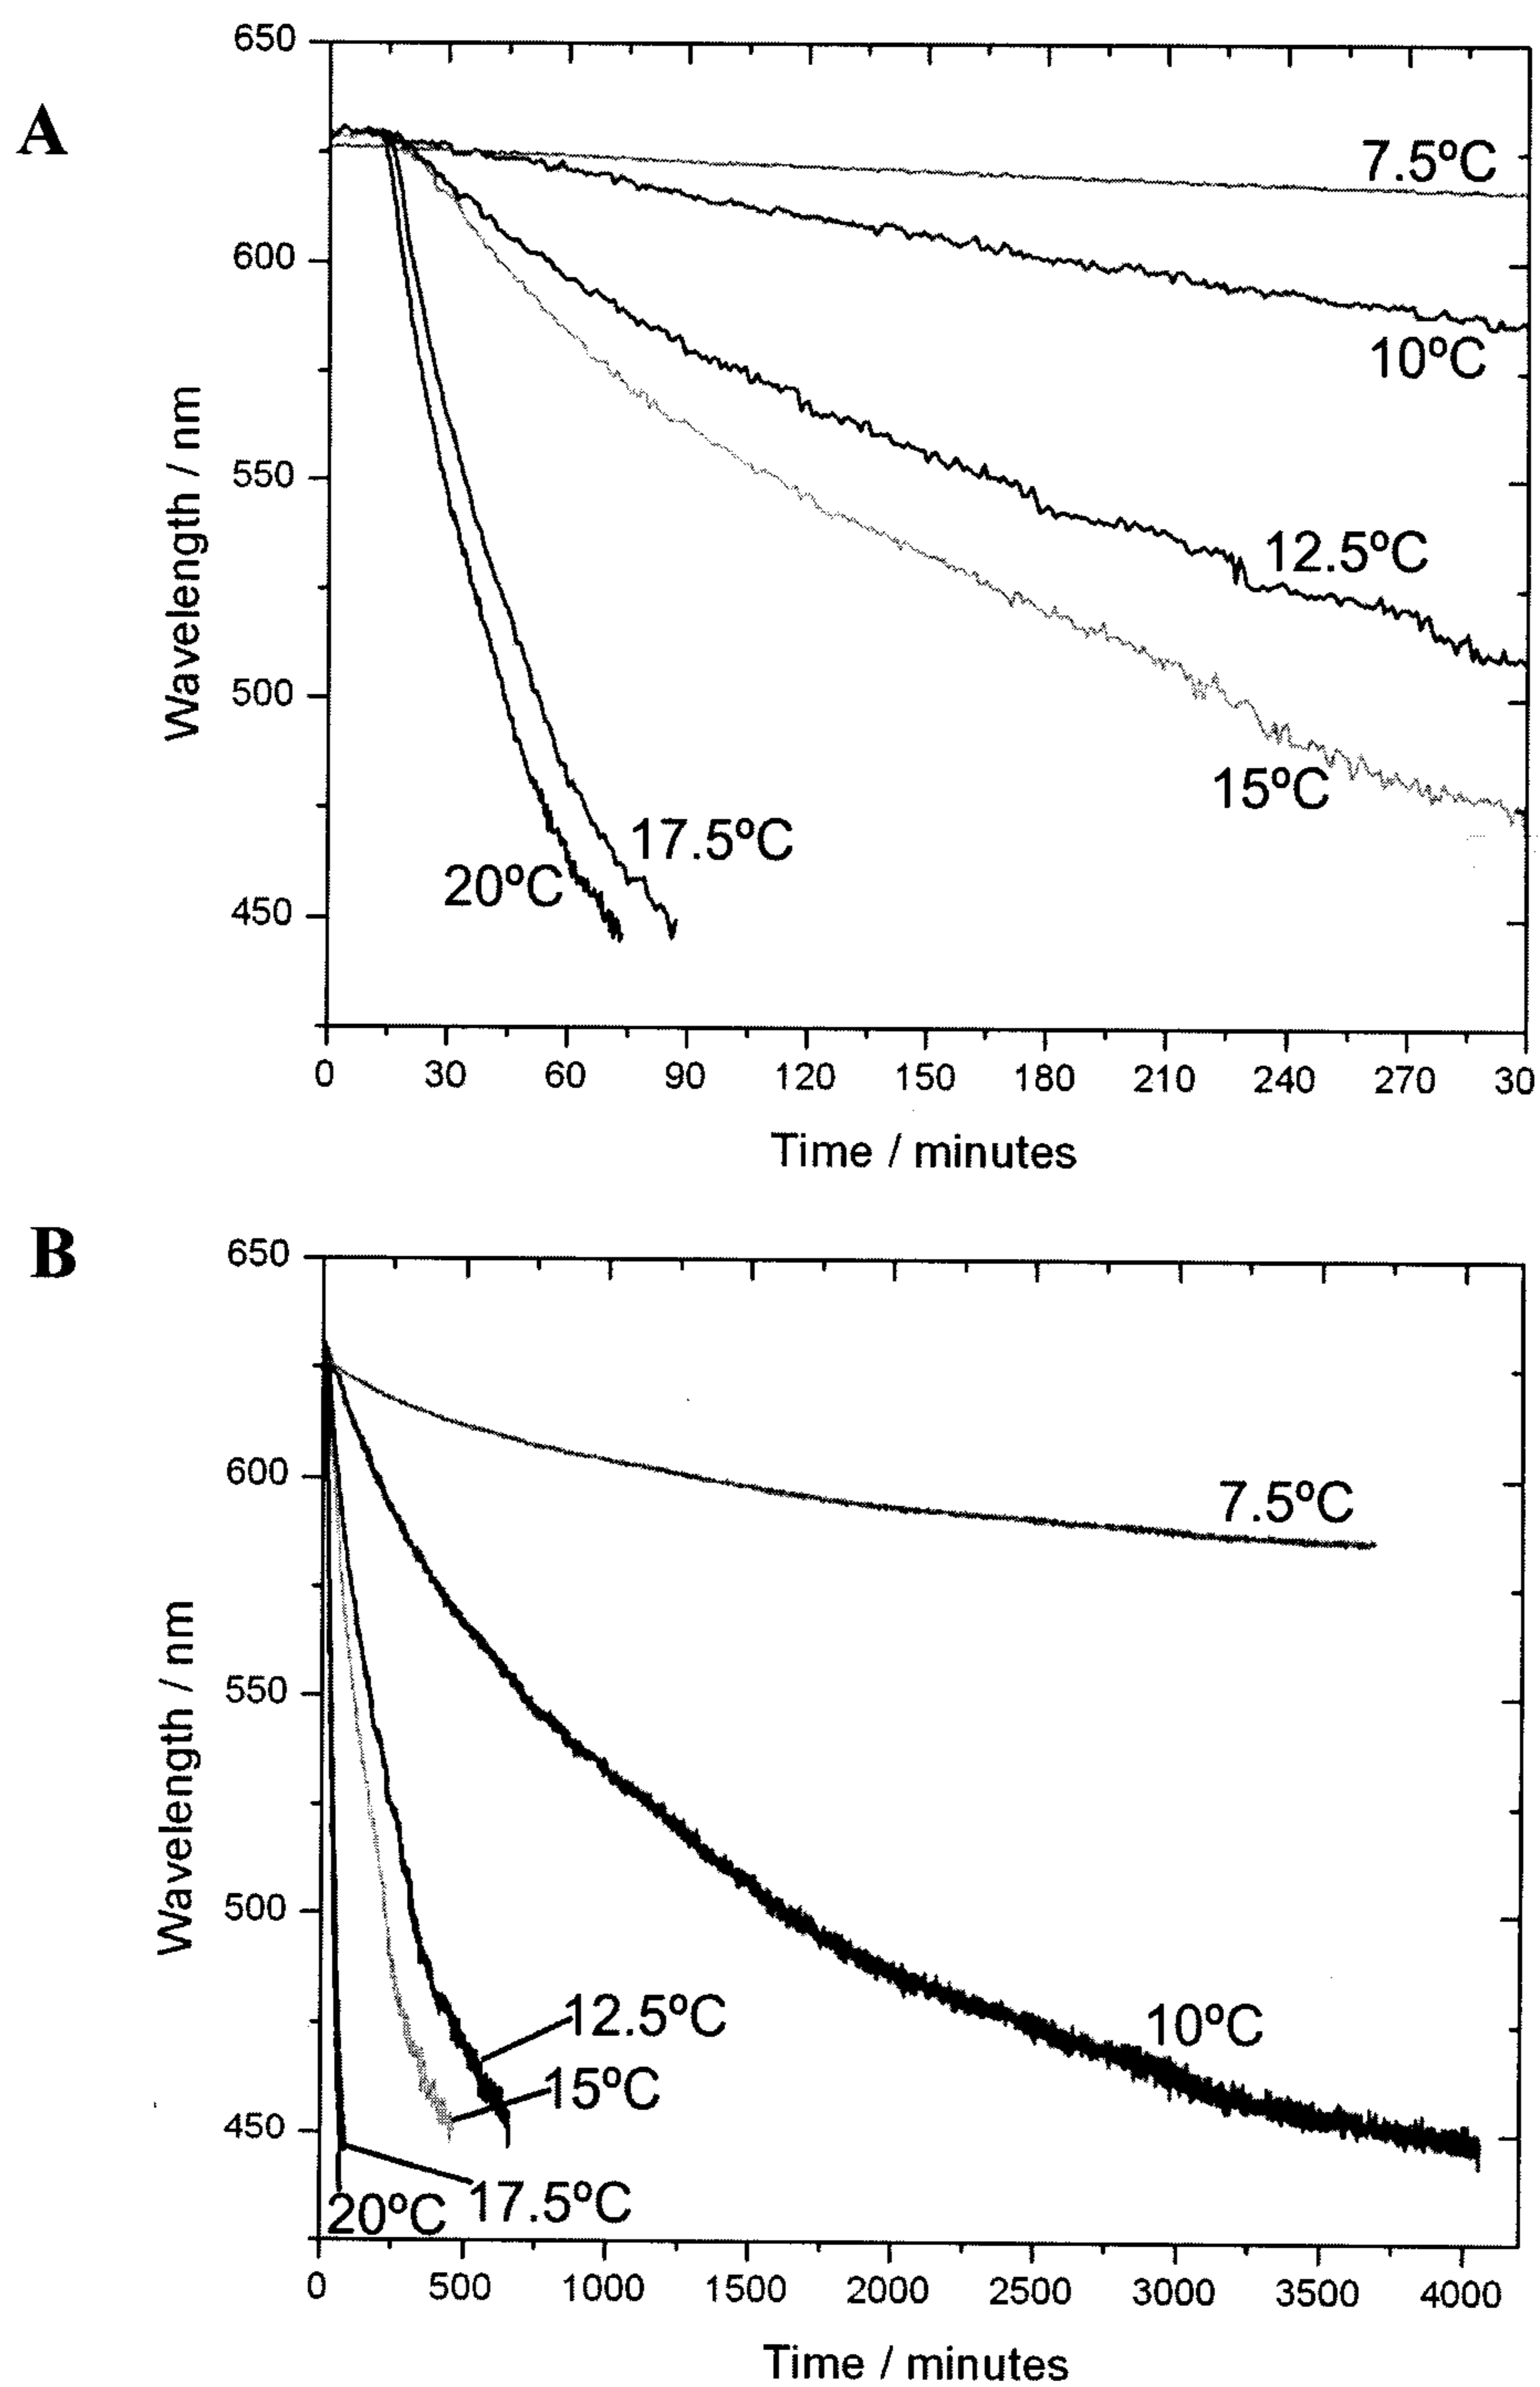 A
650
600
550
500
450
Wavelength / nm
7.5ºC
10ºC
12.5ºC
15ºC
17.5ºC
20ºC
0 30 60 90 120 150 180 210 240 270 30
Time / minutes
B
650
600
550
500
450
Wavelength / nm
7.5ºC
10ºC
12.5ºC
15ºC
17.5ºC
20ºC
0 500 1000 1500 2000 2500 3000 3500 4000
Time / minutes